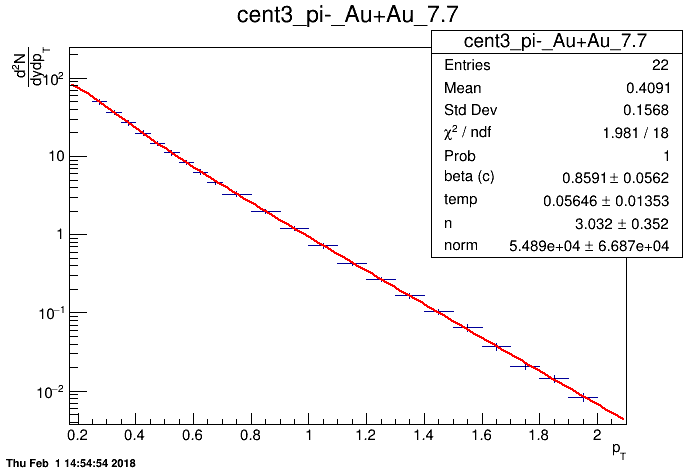 cent3_pi-_Au+Au_7.7
d²N
dydp_T
cent3_pi-_Au+Au_7.7
Entries 22
Mean 0.4091
Std Dev 0.1568
χ² / ndf 1.981 / 18
Prob 1
beta (c) 0.8591 ± 0.0562
temp 0.05646 ± 0.01353
n 3.032 ± 0.352
norm 5.489e+04 ± 6.687e+04
10²
10
1
10⁻¹
10⁻²
0.2 0.4 0.6 0.8 1 1.2 1.4 1.6 1.8 2
p_T
Thu Feb 1 14:54:54 2018